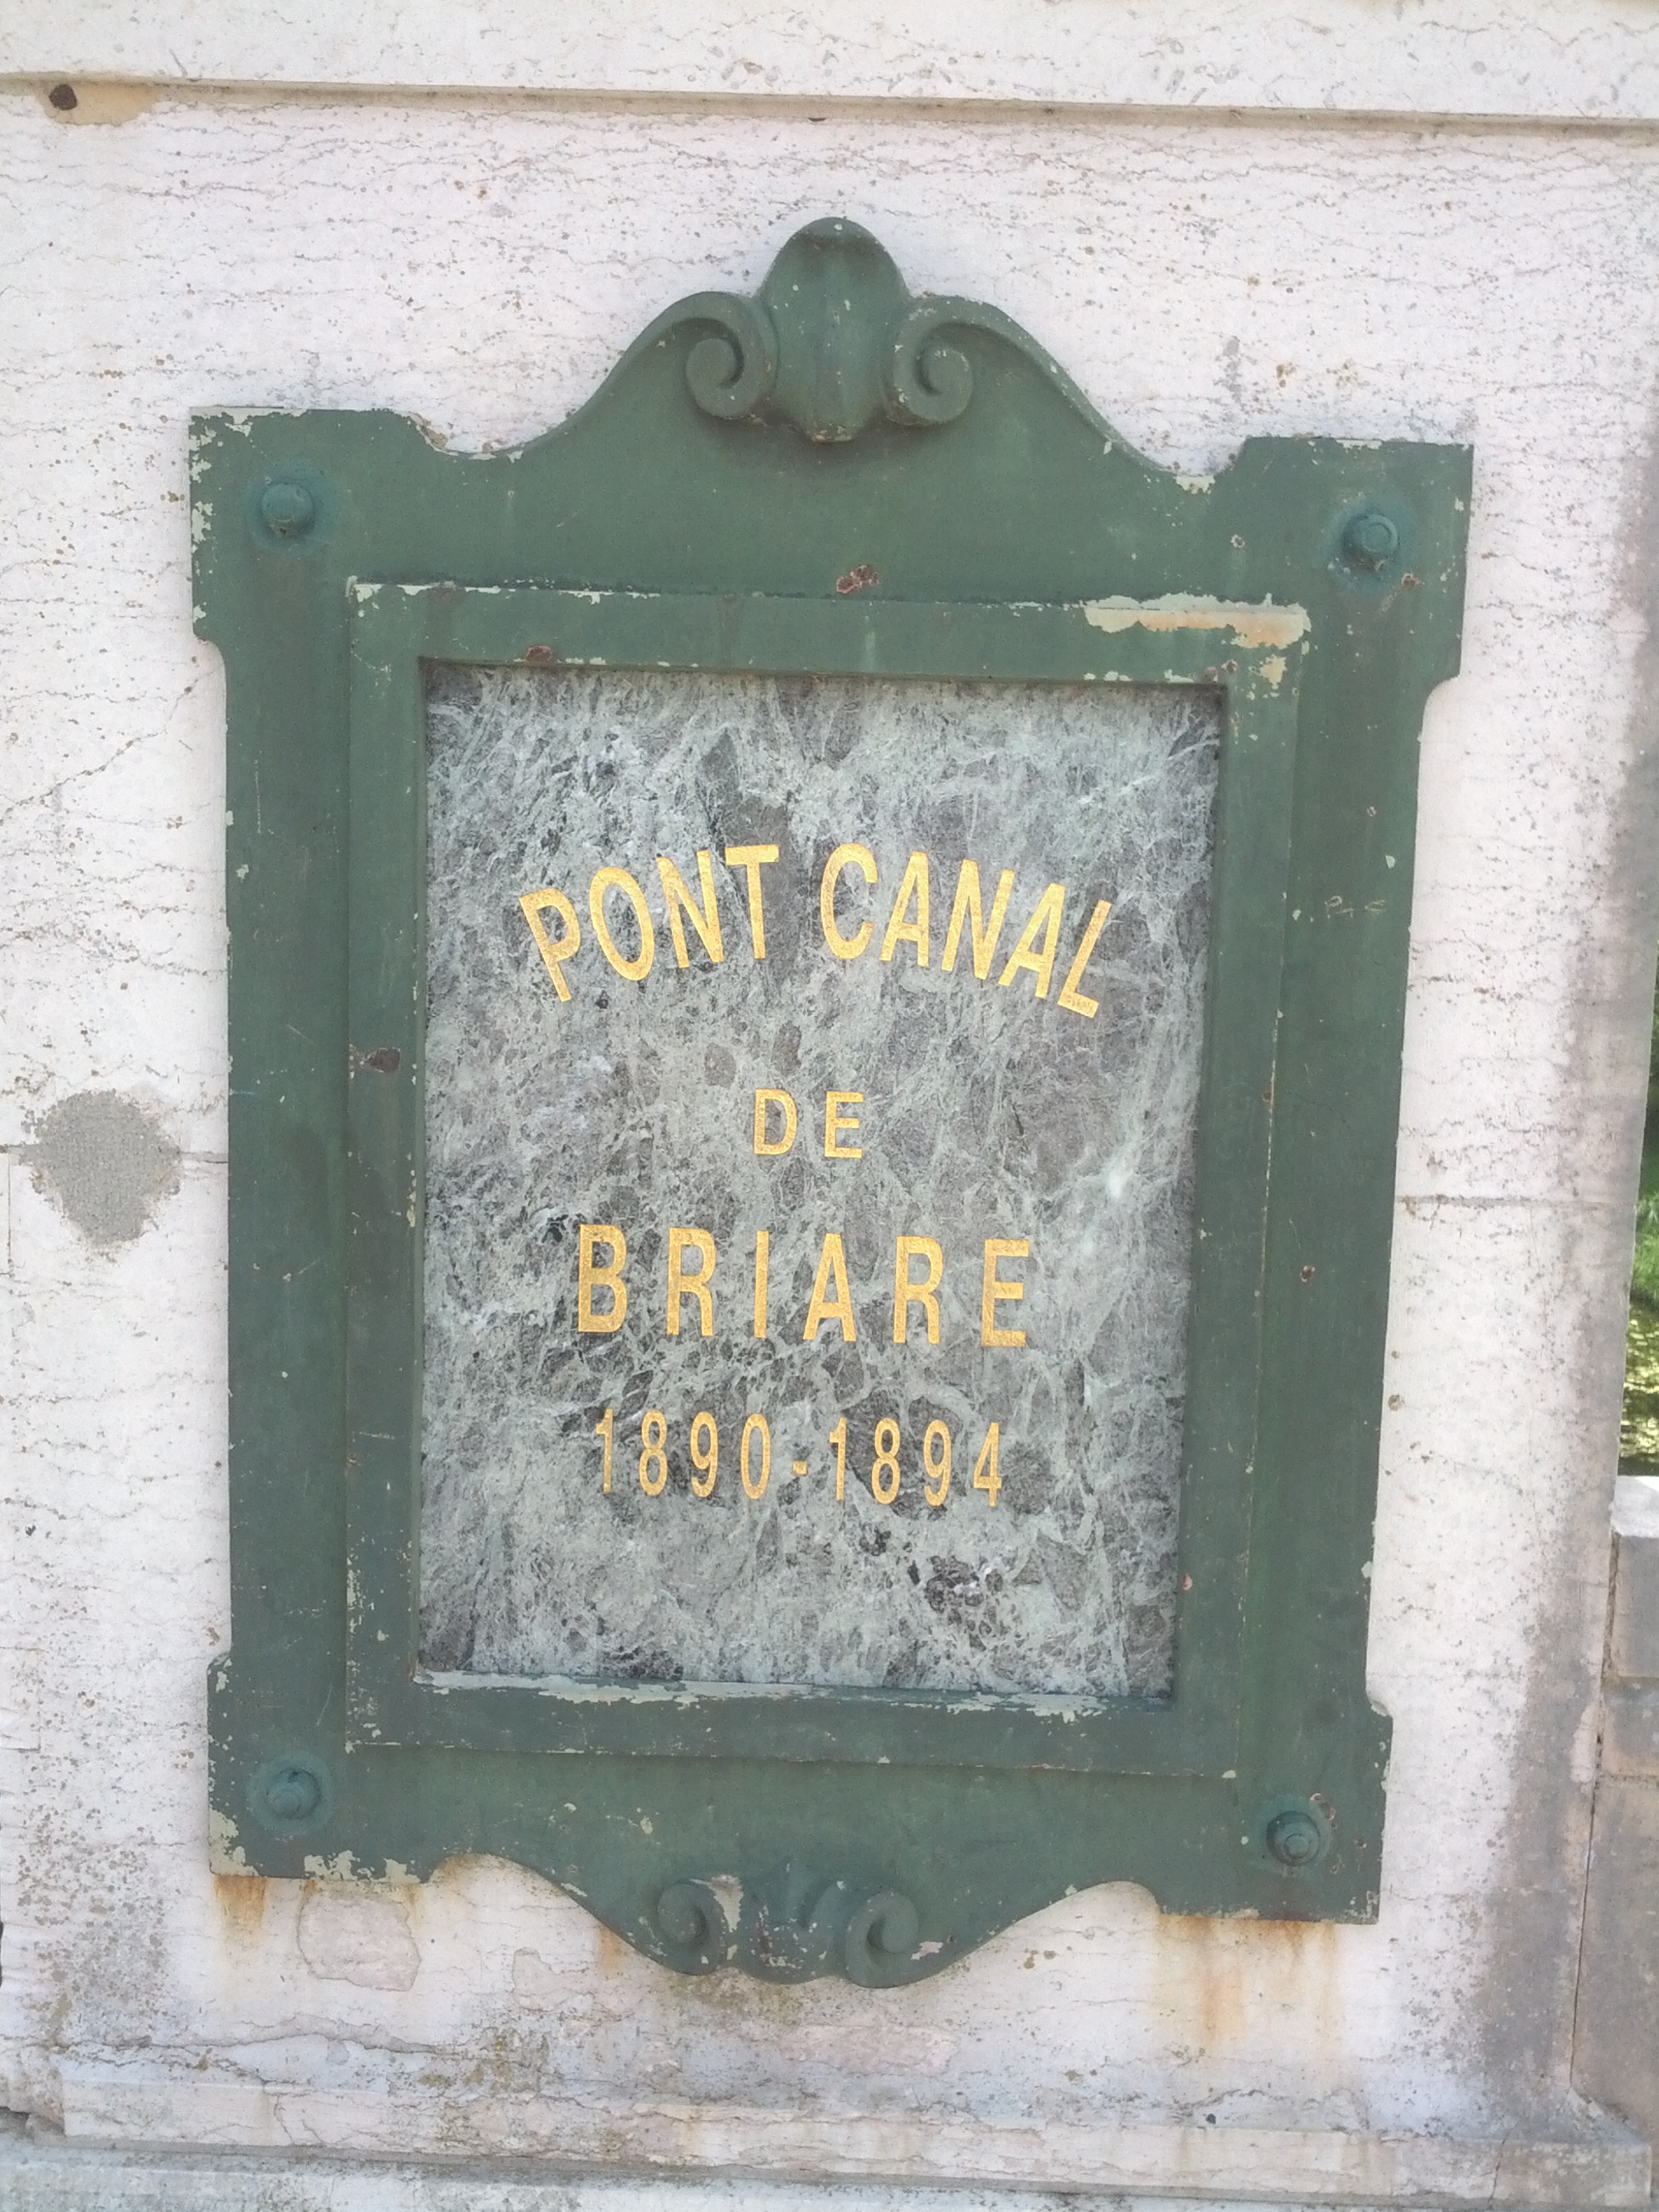 PONT CANAL
DE
BRIARE
1890-1894